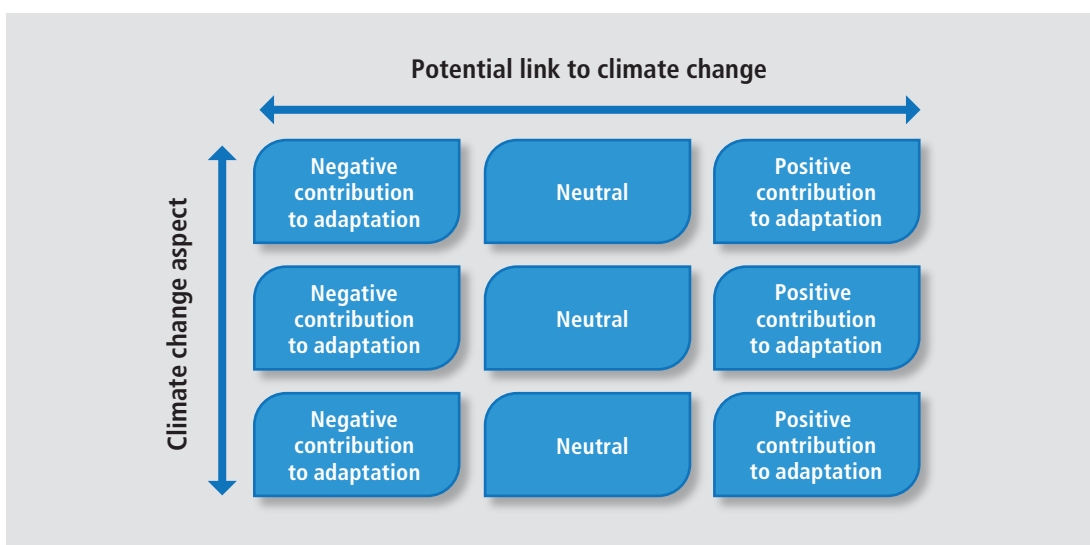 Potential link to climate change
Climate change aspect
Negative
contribution
to adaptation
Neutral
Positive
contribution
to adaptation
Negative
contribution
to adaptation
Neutral
Positive
contribution
to adaptation
Negative
contribution
to adaptation
Neutral
Positive
contribution
to adaptation